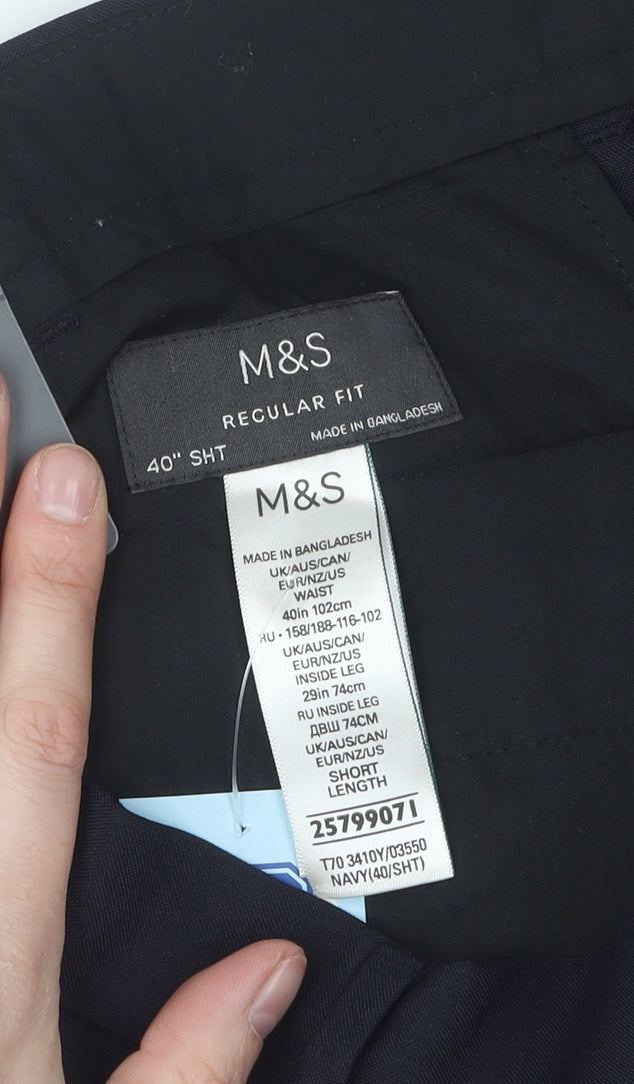 M&S
REGULAR FIT
40" SHT
MADE IN BANGLADESH
M&S
MADE IN BANGLADESH
UK/AUS/CAN/
EUR/NZ/US
WAIST
40in 102cm
RU - 158/188-116-102
UK/AUS/CAN/
EUR/NZ/US
INSIDE LEG
29in 74cm
RU INSIDE LEG
ДВШ 74CM
UK/AUS/CAN/
EUR/NZ/US
SHORT
LENGTH
25799071
T70 3410Y/03550
NAVY(40/SHT)